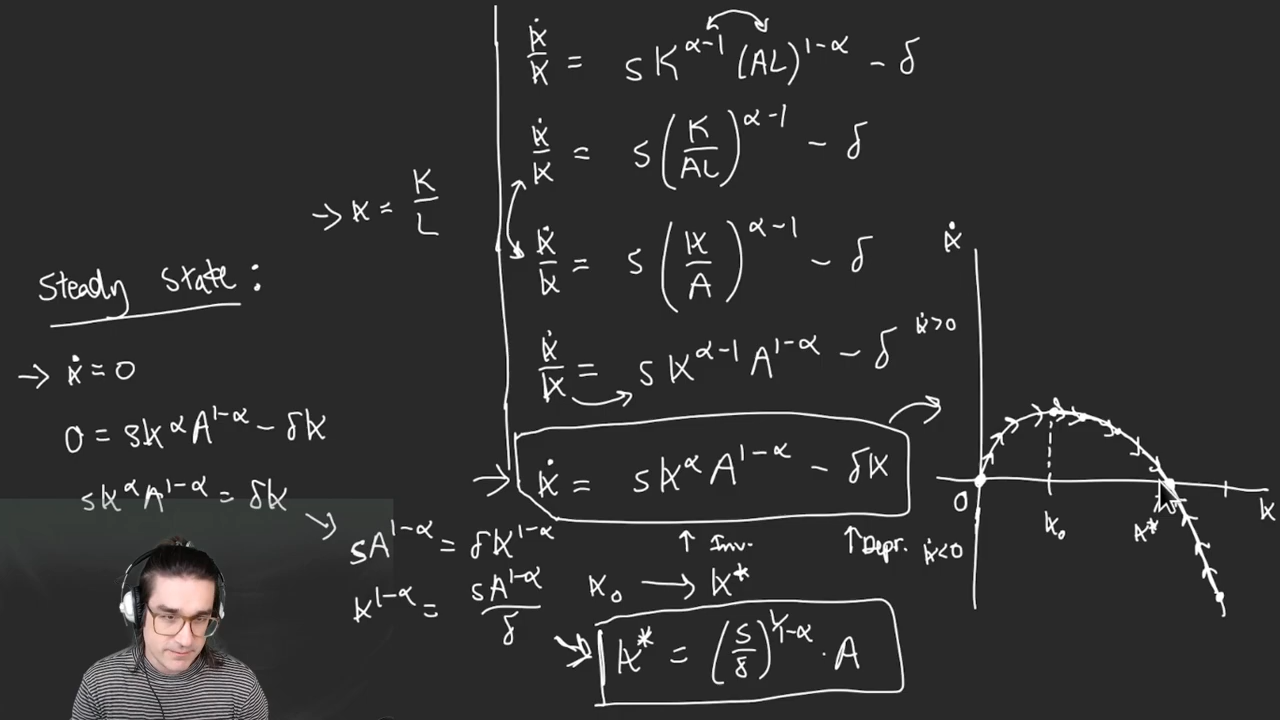 k̇/k = sK^(α-1) (AL)^(1-α) - δ
k̇/k = s(K/AL)^(α-1) - δ
→ k = K/L
k̇/k = s(k/A)^(α-1) - δ
Steady state:
k̇/k = sk^(α-1) A^(1-α) - δ
→ k̇ = 0
0 = sk^α A^(1-α) - δk
sk^α A^(1-α) = δk
→ k̇ = sk^α A^(1-α) - δk
↑ Inv.
↑ Depr.
sA^(1-α) = δk^(1-α)
k^(1-α) = sA^(1-α)/δ
k₀ → k*
k* = (s/δ)^(1/1-α) · A
k̇
k̇>0
0
k₀
k*
k
k̇<0